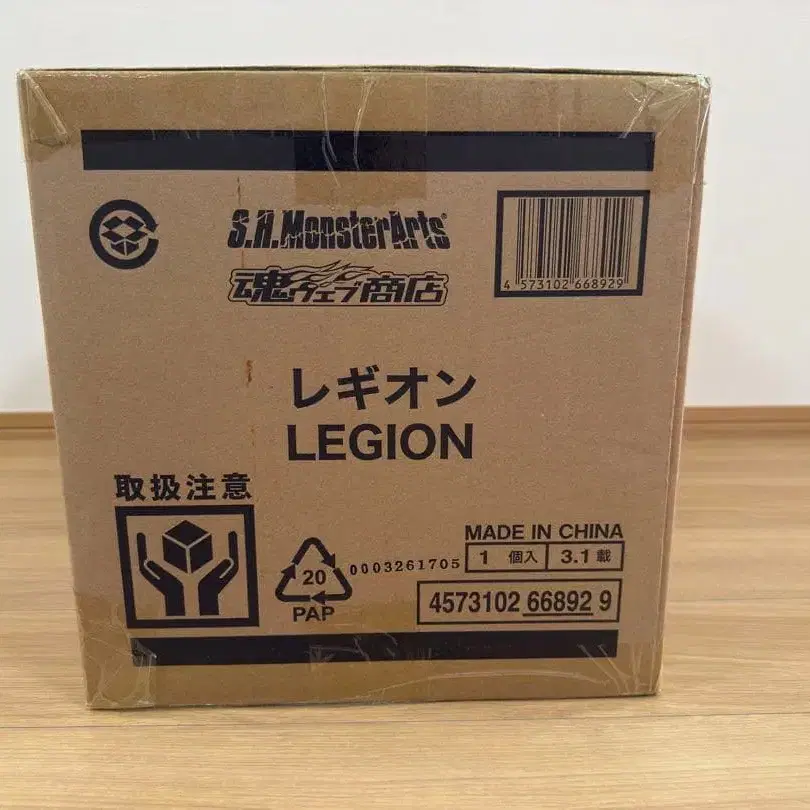 S.H.MonsterArts
魂ウェブ商店
4 573102 668929
レギオン
LEGION
取扱注意
20
PAP
0003261705
MADE IN CHINA
1 個入 3.1 載
4573102 66892 9